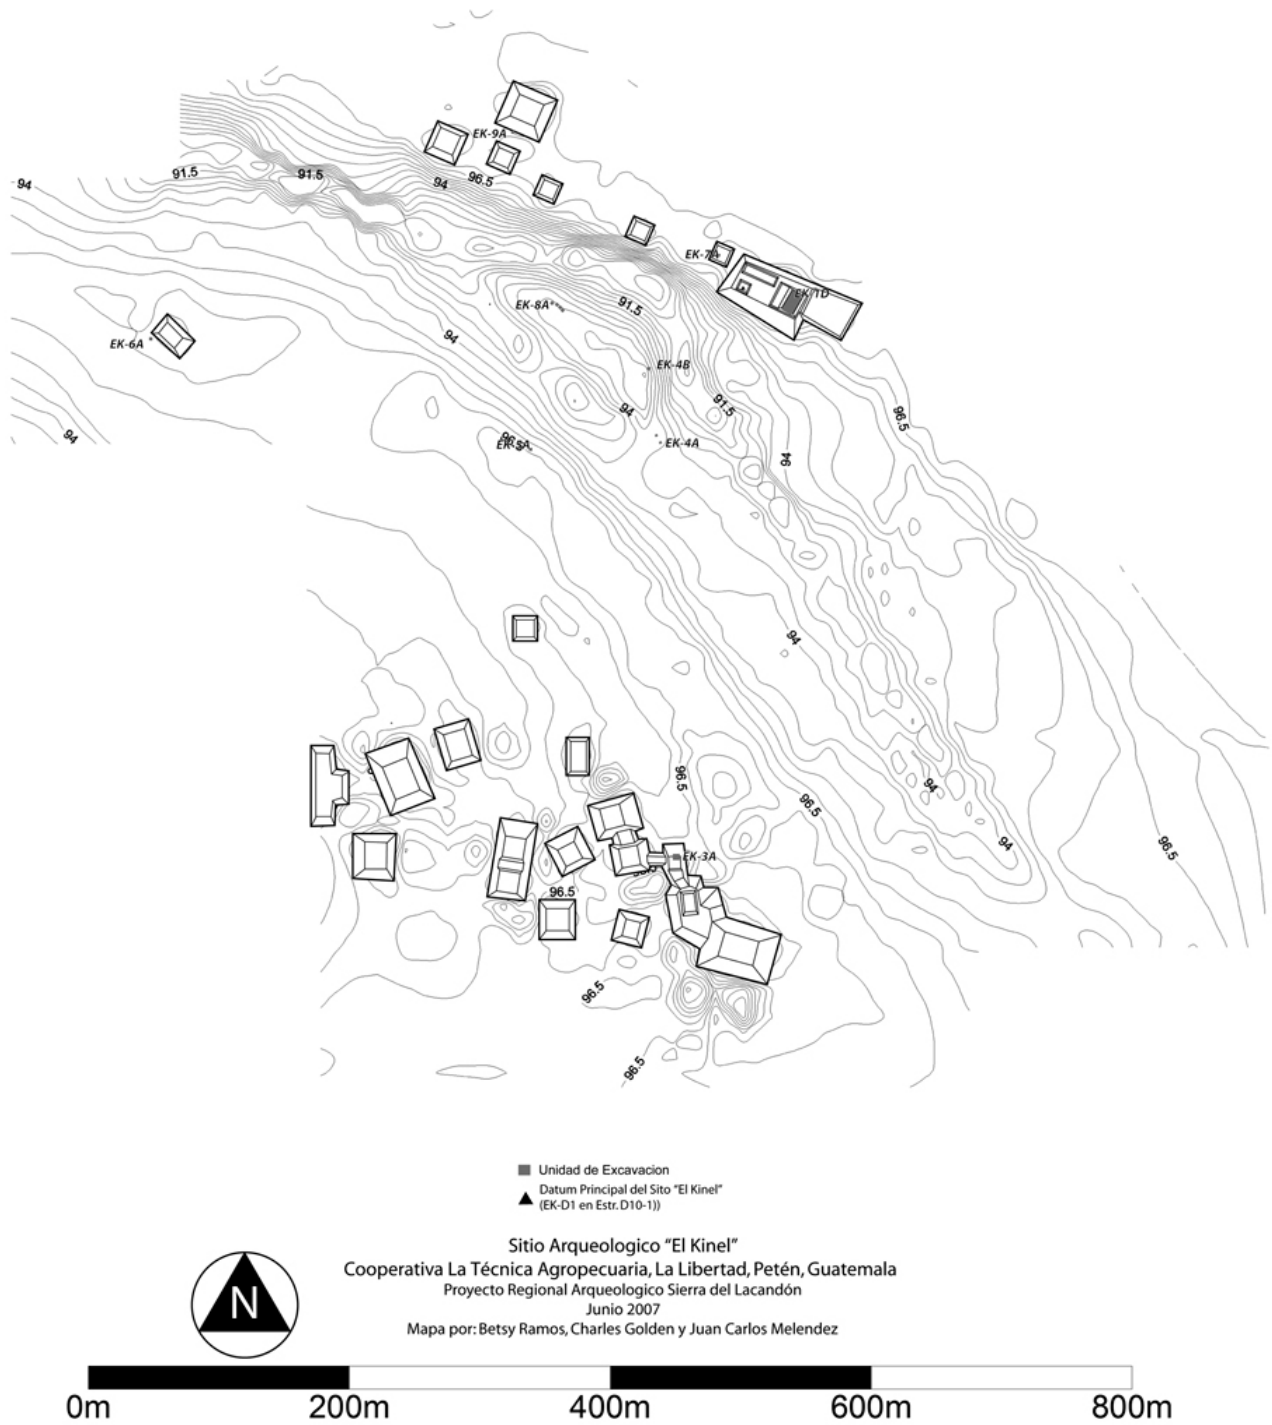 EK-9A
91.5
91.5
94
96.5
94
EK-7A
EK-1D
EK-8A
91.5
EK-6A
94
EK-4B
91.5
94
96.5
94
EK-4A
94
96.5
EK-5A
94
96.5
96.5
94
94
96.5
EK-3A
96.5
96.5
96.5
96.5
Unidad de Excavacion
Datum Principal del Sito "El Kinel"
(EK-D1 en Estr. D10-1))
Sitio Arqueologico "El Kinel"
Cooperativa La Técnica Agropecuaria, La Libertad, Petén, Guatemala
Proyecto Regional Arqueologico Sierra del Lacandón
Junio 2007
Mapa por: Betsy Ramos, Charles Golden y Juan Carlos Melendez
N
0m 200m 400m 600m 800m